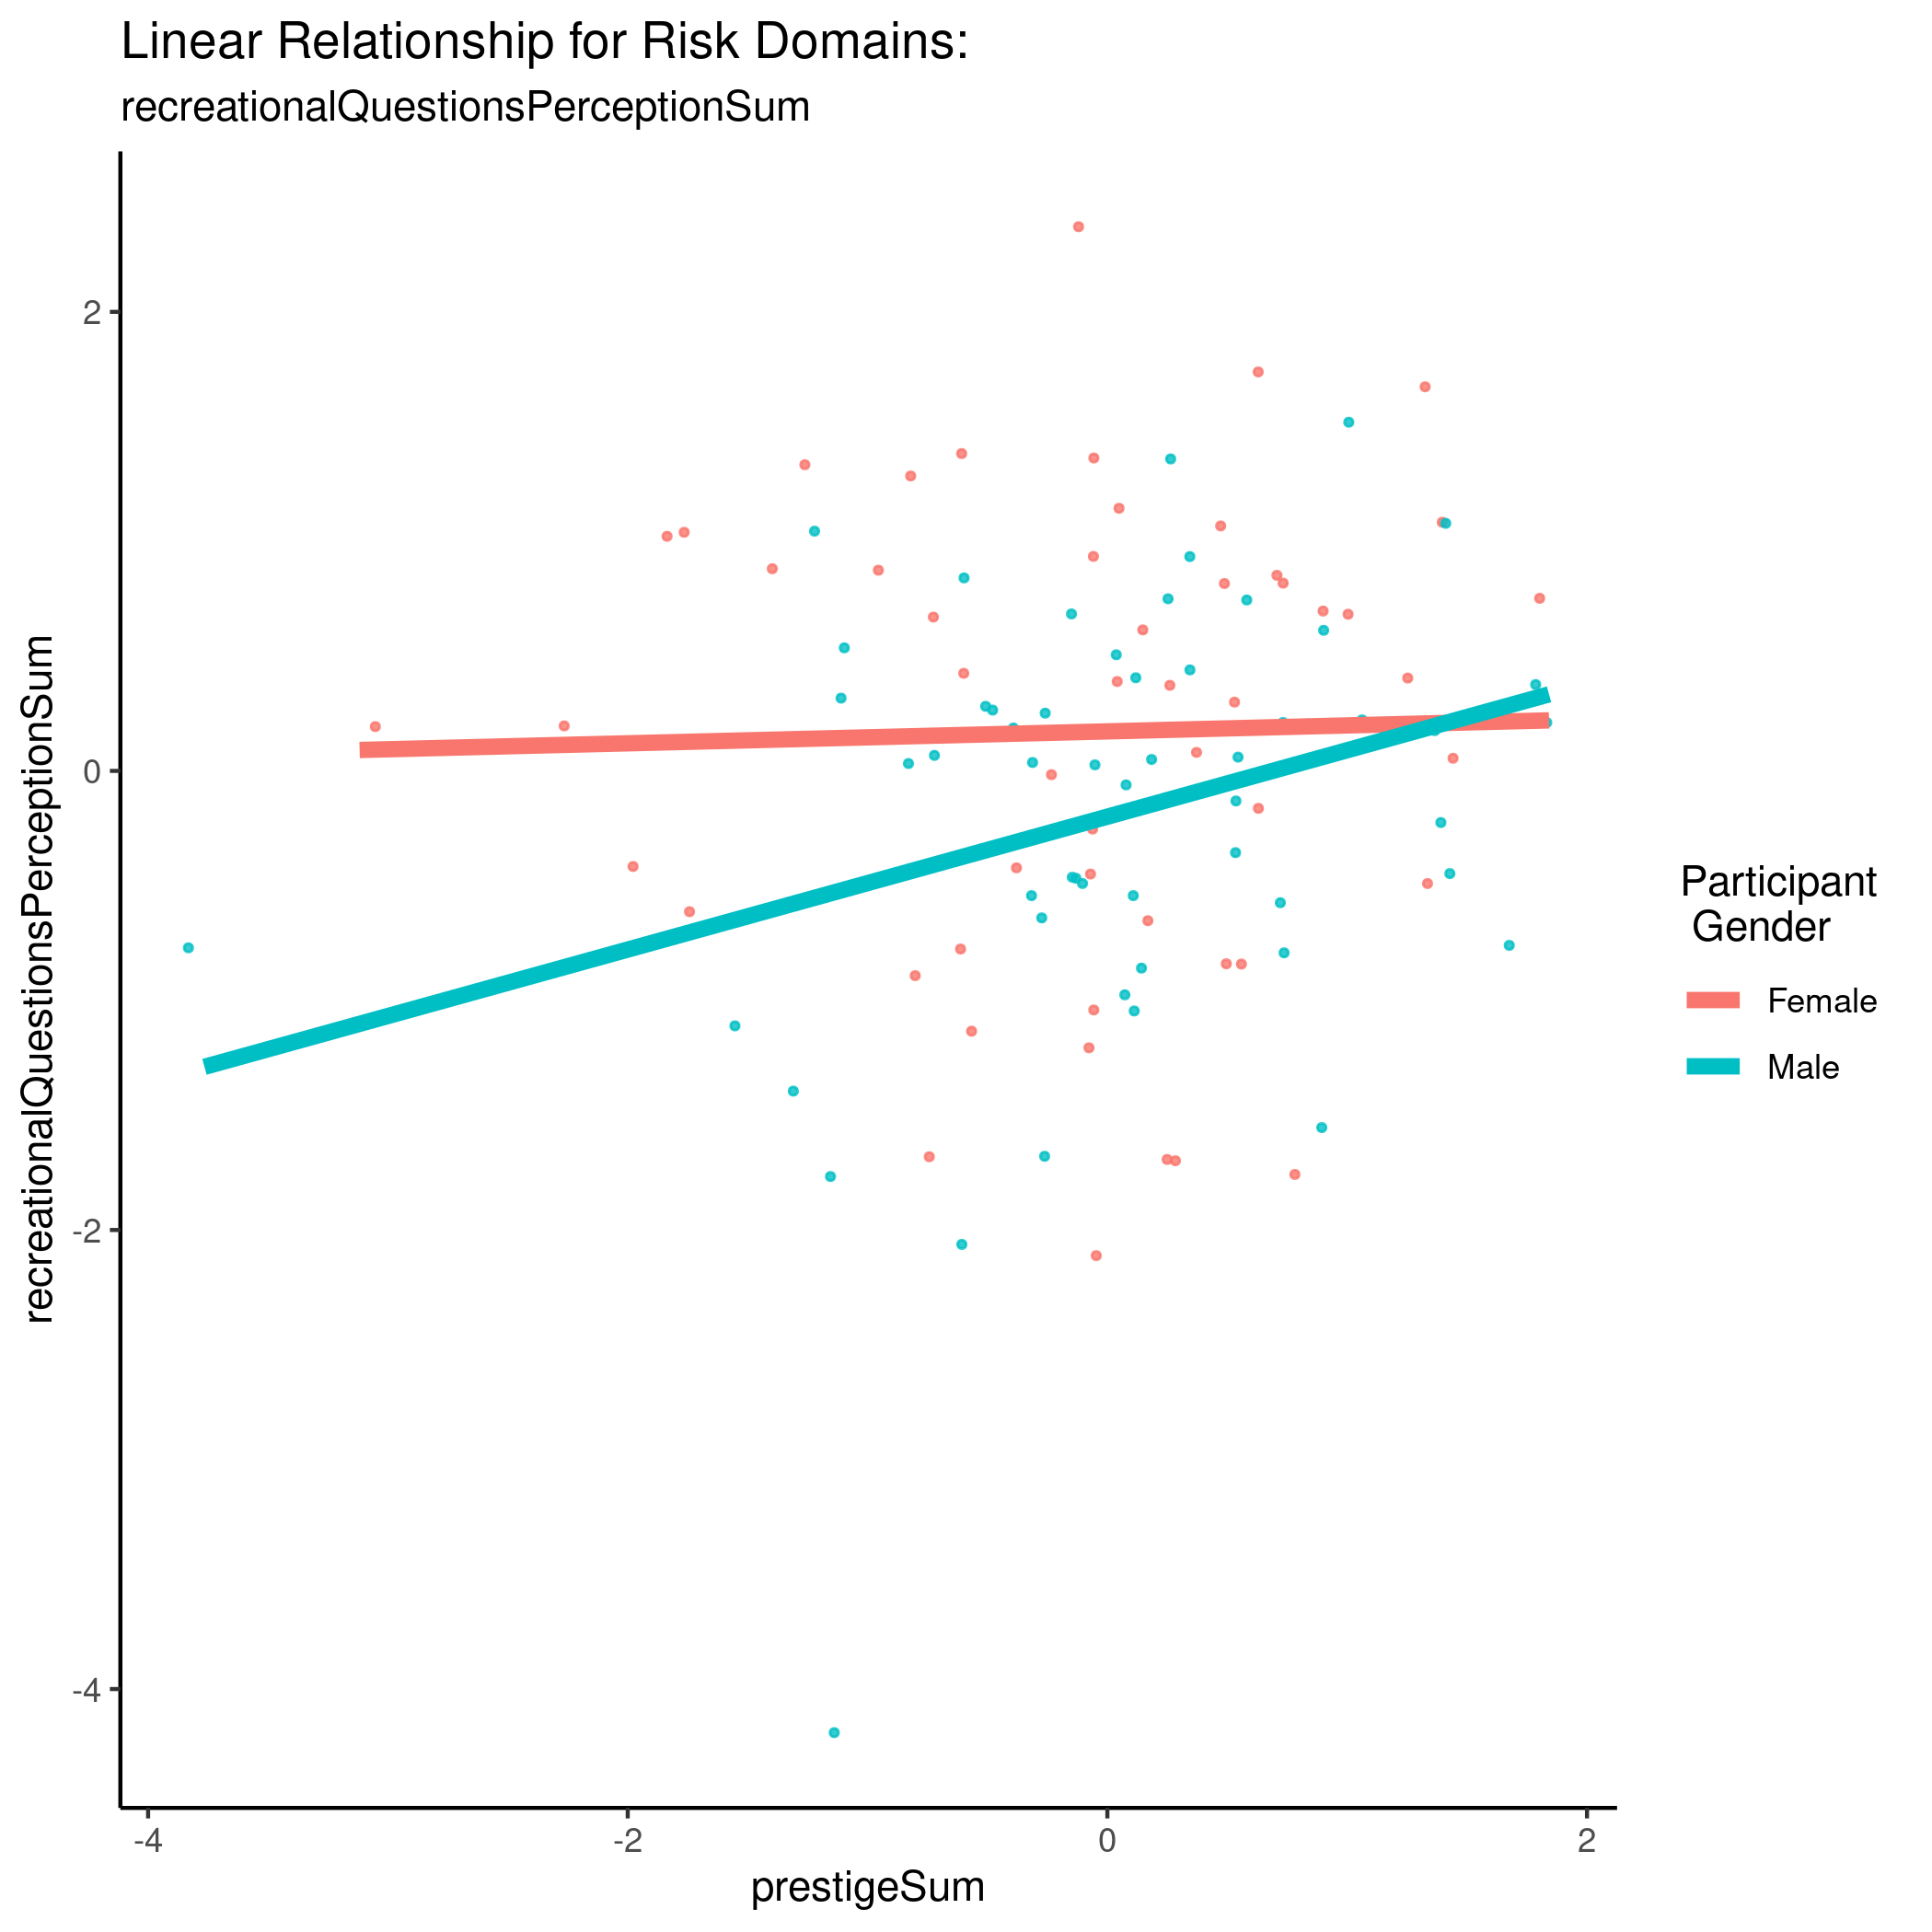 Linear Relationship for Risk Domains:
recreationalQuestionsPerceptionSum
recreationalQuestionsPerceptionSum
2
0
-2
-4
-4
-2
0
2
prestigeSum
Participant
Gender
Female
Male